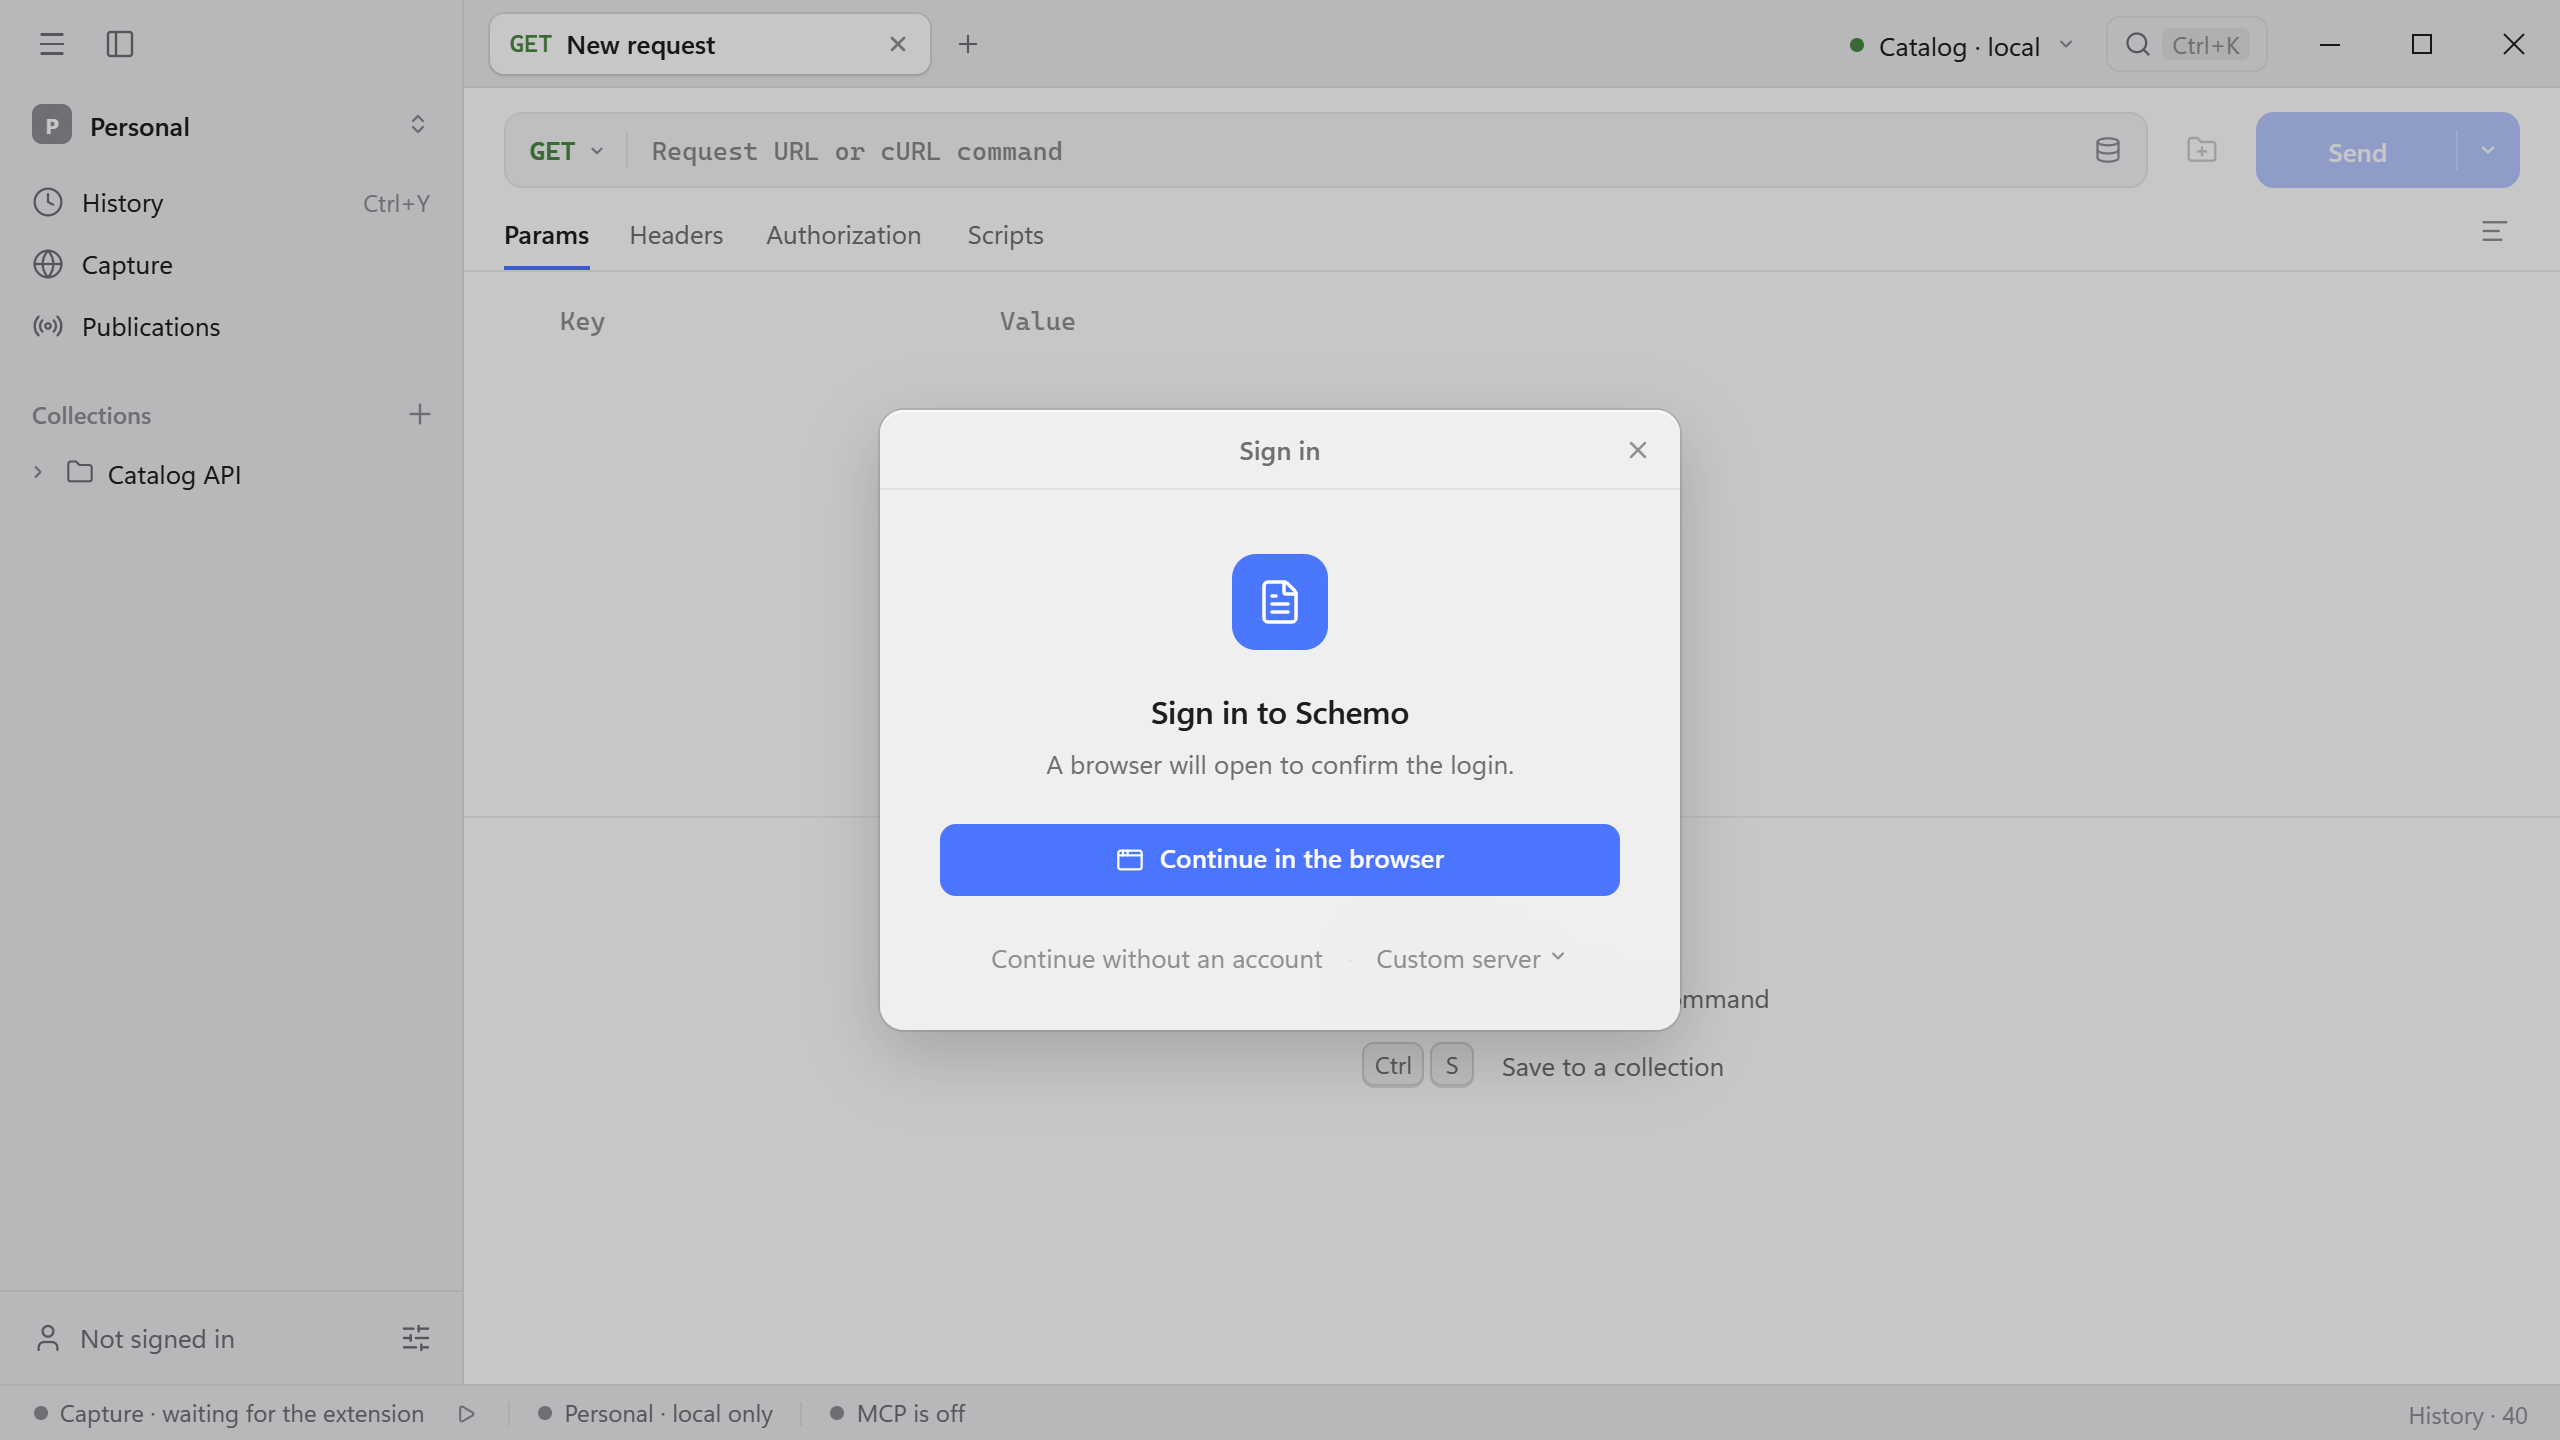 GET New request
Catalog · local
Ctrl+K
P Personal
History Ctrl+Y
Capture
Publications
Collections
Catalog API
GET Request URL or cURL command
Send
Params Headers Authorization Scripts
Key Value
Sign in
Sign in to Schemo
A browser will open to confirm the login.
Continue in the browser
Continue without an account · Custom server
mmand
Ctrl S Save to a collection
Not signed in
Capture · waiting for the extension
Personal · local only
MCP is off
History · 40